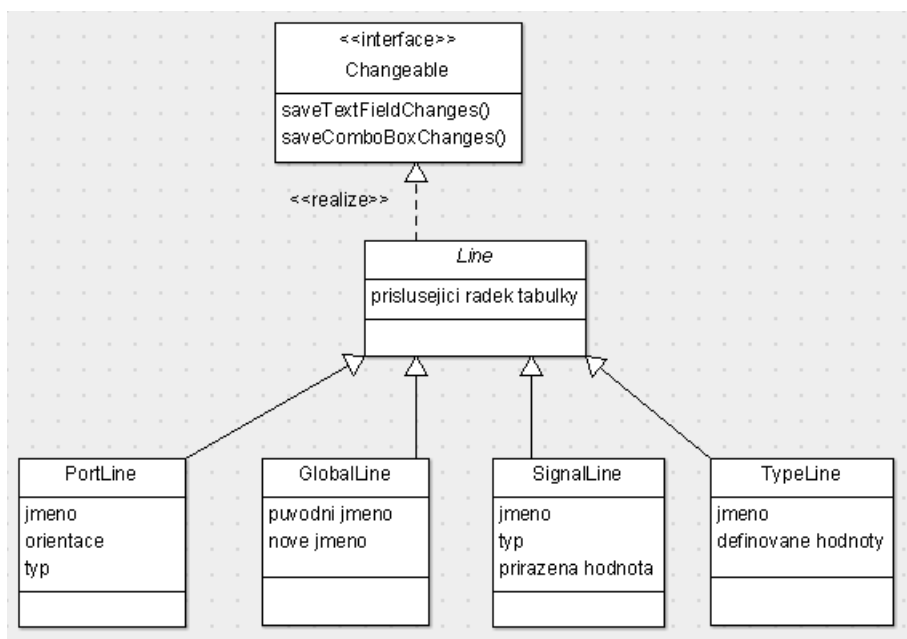 <<interface>>
Changeable
saveTextFieldChanges()
saveComboBoxChanges()
<<realize>>
Line
prislusejici radek tabulky
PortLine
jmeno
orientace
typ
GlobalLine
puvodni jmeno
nove jmeno
SignalLine
jmeno
typ
prirazena hodnota
TypeLine
jmeno
definovane hodnoty